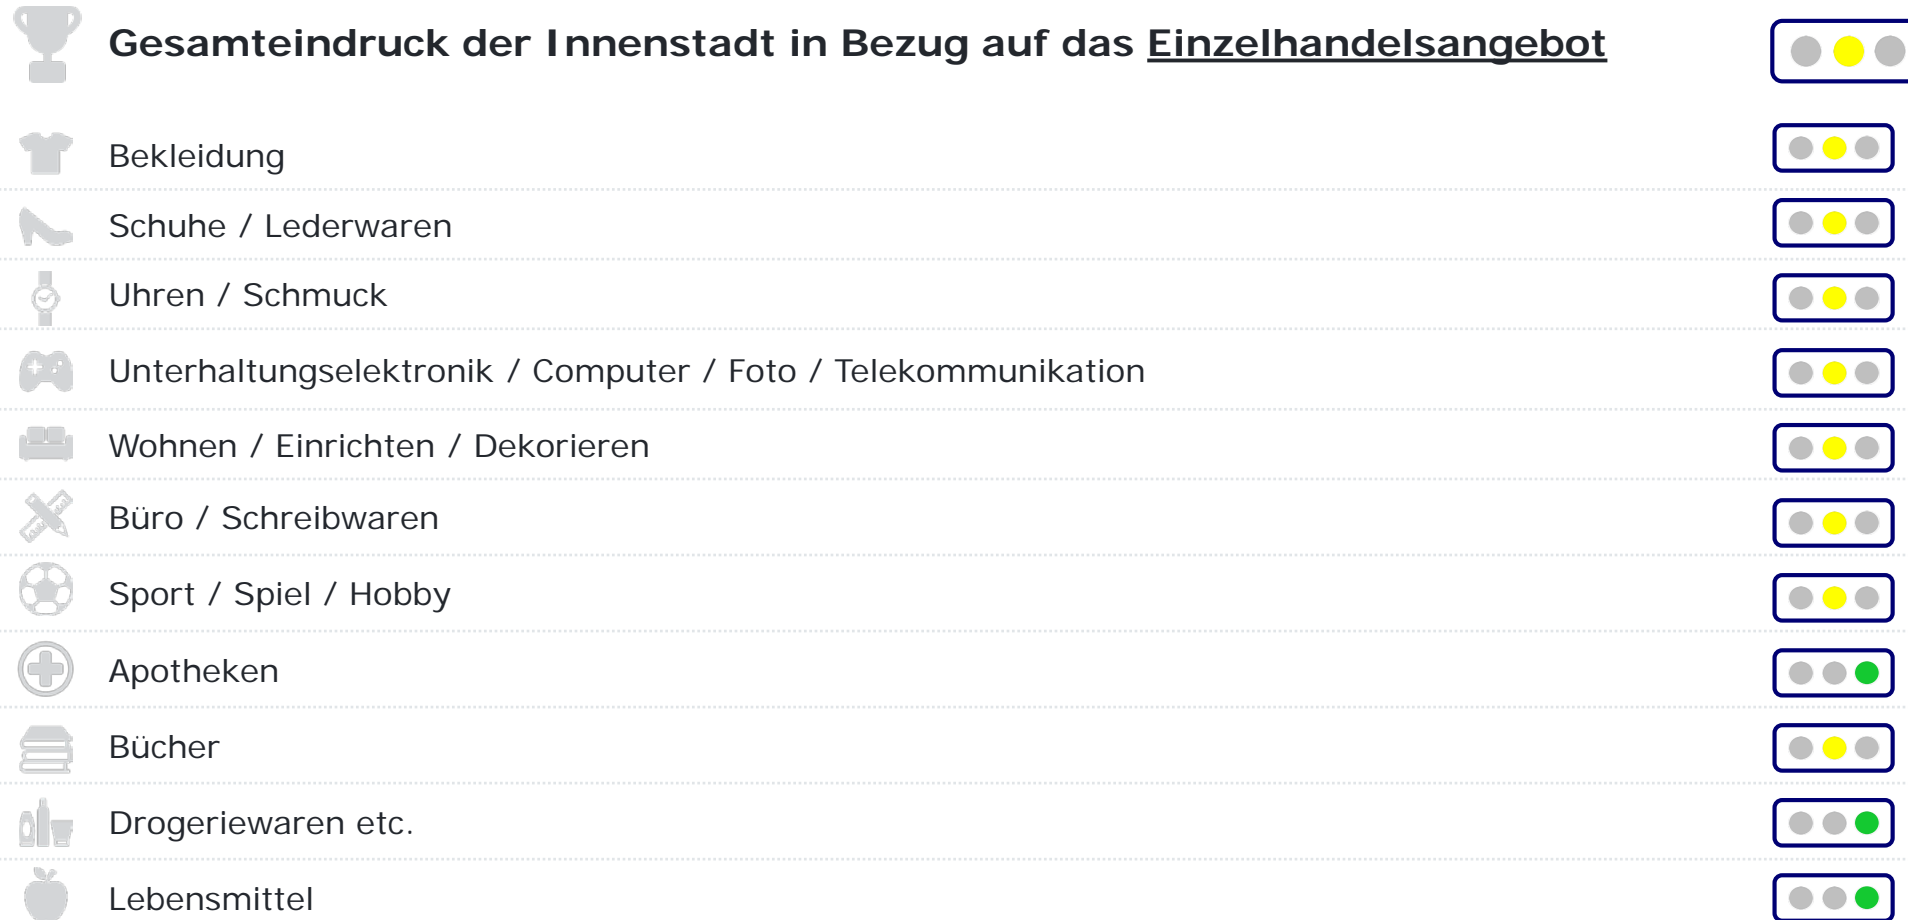 Gesamteindruck der Innenstadt in Bezug auf das Einzelhandelsangebot
Bekleidung
Schuhe / Lederwaren
Uhren / Schmuck
Unterhaltungselektronik / Computer / Foto / Telekommunikation
Wohnen / Einrichten / Dekorieren
Büro / Schreibwaren
Sport / Spiel / Hobby
Apotheken
Bücher
Drogeriewaren etc.
Lebensmittel